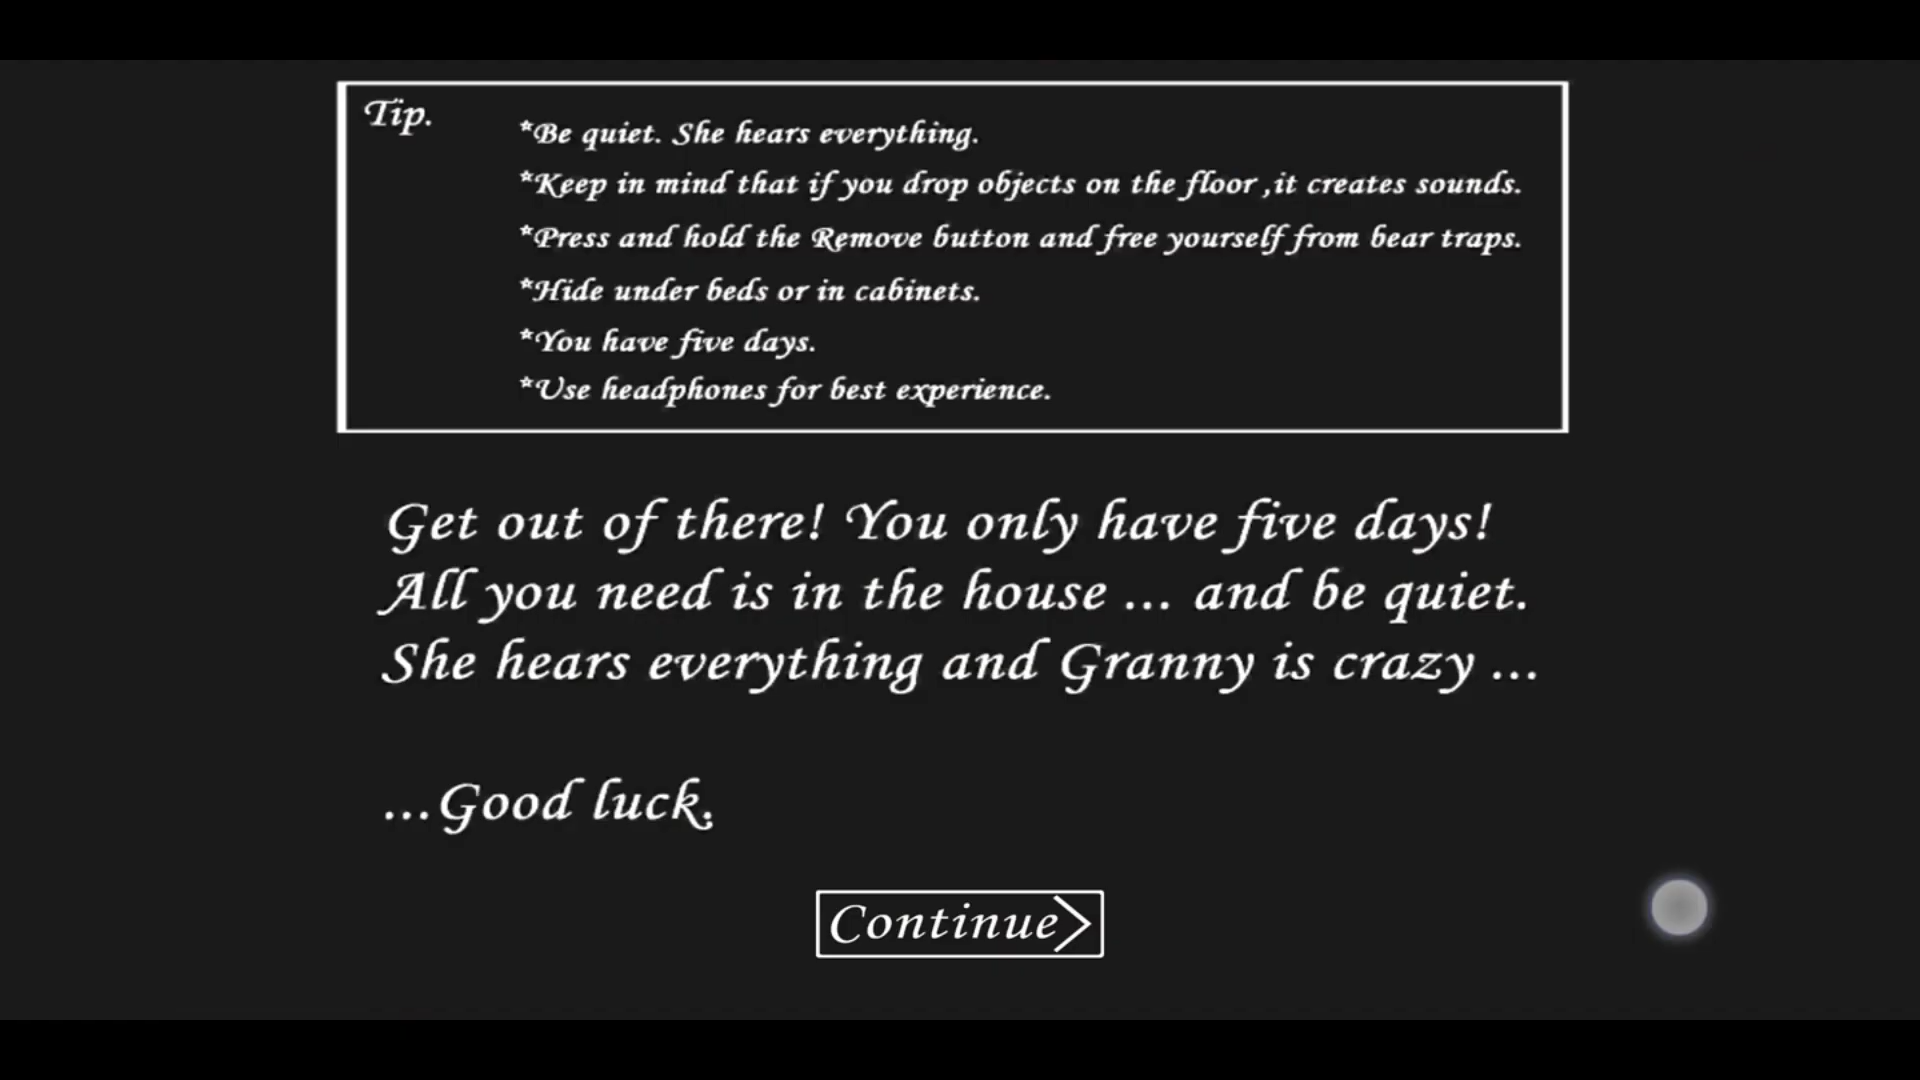 Tip.
*Be quiet. She hears everything.
*Keep in mind that if you drop objects on the floor ,it creates sounds.
*Press and hold the Remove button and free yourself from bear traps.
*Hide under beds or in cabinets.
*You have five days.
*Use headphones for best experience.
Get out of there! You only have five days!
All you need is in the house ... and be quiet.
She hears everything and Granny is crazy ...
...Good luck.
Continue>